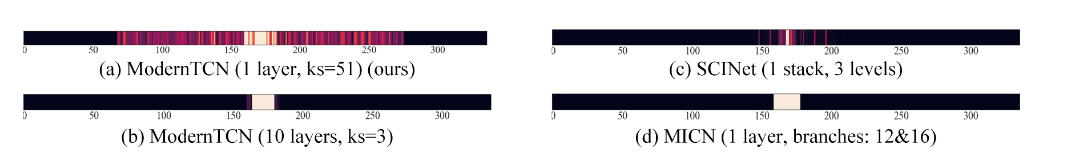 0 50 100 150 200 250 300
(a) ModernTCN (1 layer, ks=51) (ours)
0 50 100 150 200 250 300
(b) ModernTCN (10 layers, ks=3)
0 50 100 150 200 250 300
(c) SCINet (1 stack, 3 levels)
0 50 100 150 200 250 300
(d) MICN (1 layer, branches: 12&16)